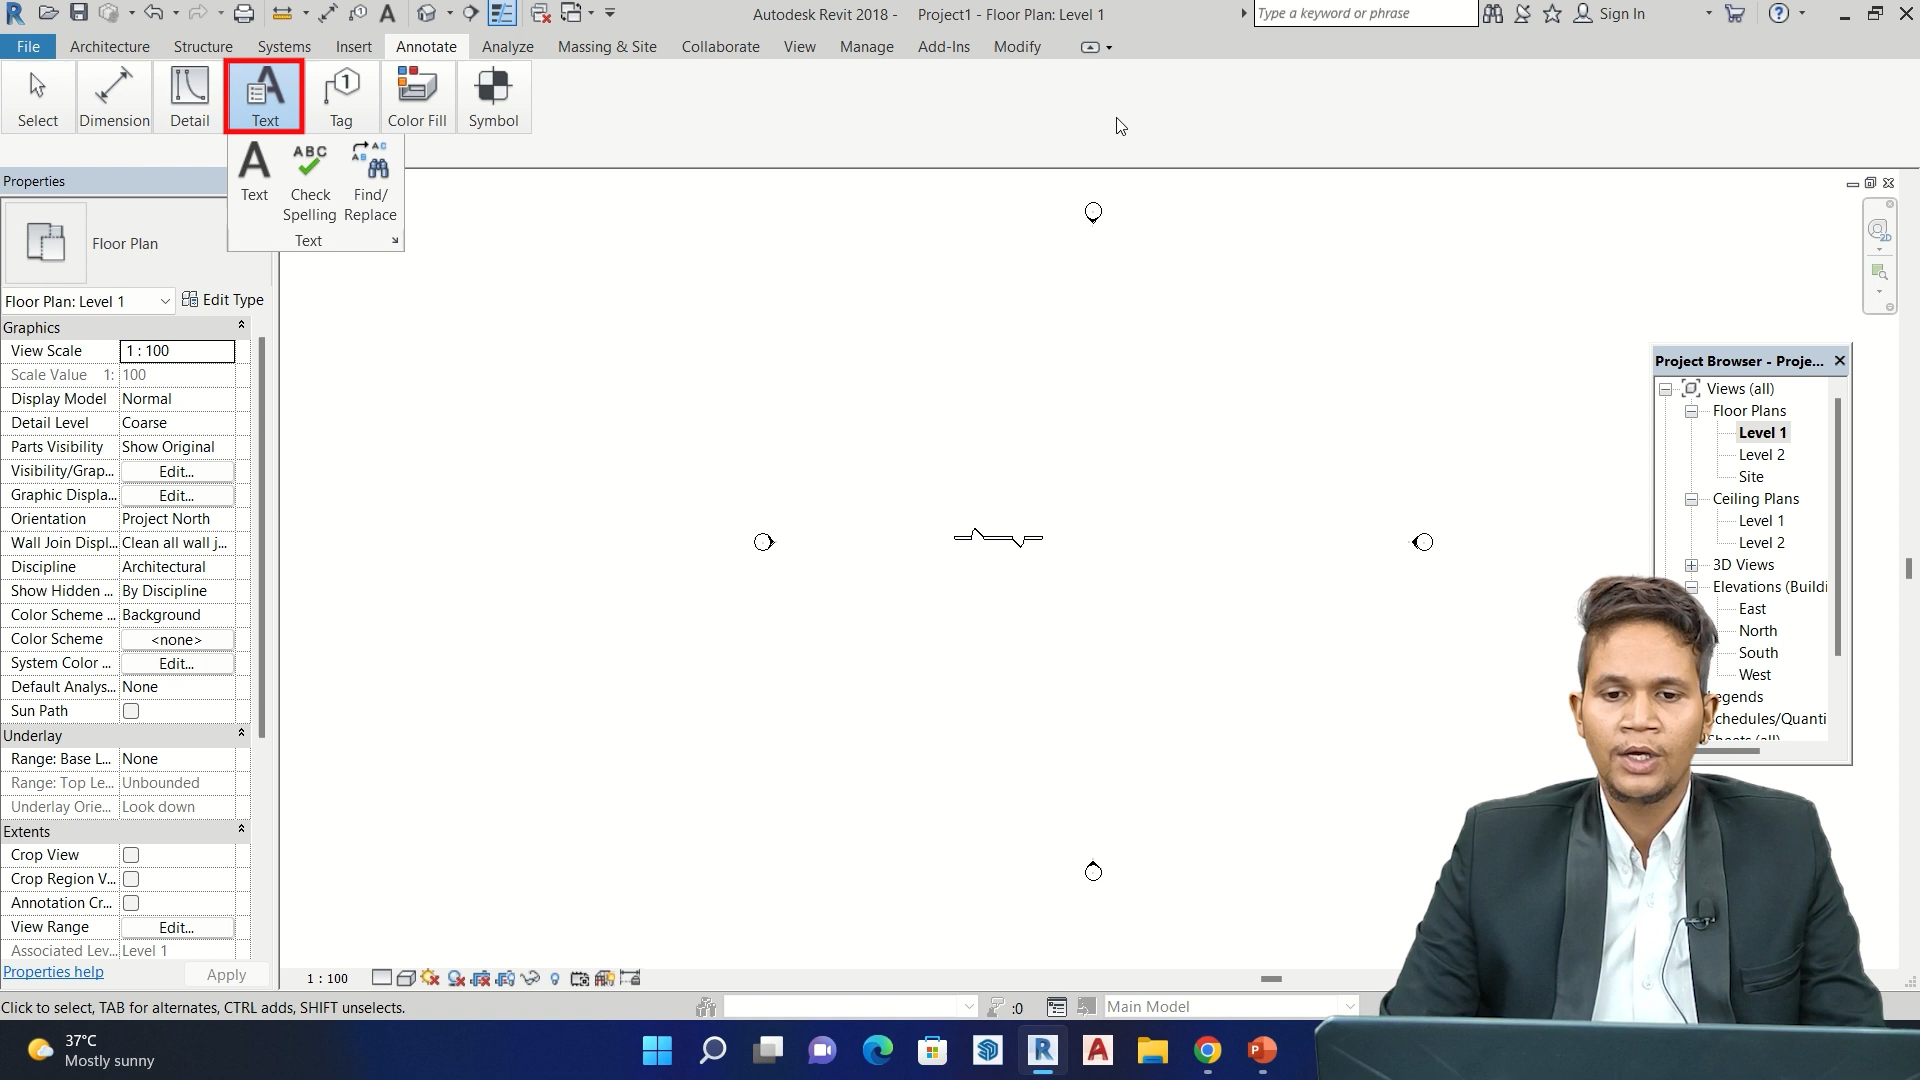 Autodesk Revit 2018 - Project1 - Floor Plan: Level 1
Type a keyword or phrase
Sign In
File Architecture Structure Systems Insert Annotate Analyze Massing & Site Collaborate View Manage Add-Ins Modify
Select Dimension Detail Text Tag Color Fill Symbol
Text Check Spelling Find/ Replace
Text
Properties
Floor Plan
Floor Plan: Level 1 Edit Type
Graphics
View Scale 1 : 100
Scale Value 1: 100
Display Model Normal
Detail Level Coarse
Parts Visibility Show Original
Visibility/Grap... Edit...
Graphic Displa... Edit...
Orientation Project North
Wall Join Displ... Clean all wall j...
Discipline Architectural
Show Hidden ... By Discipline
Color Scheme ... Background
Color Scheme <none>
System Color ... Edit...
Default Analys... None
Sun Path
Underlay
Range: Base L... None
Range: Top Le... Unbounded
Underlay Orie... Look down
Extents
Crop View
Crop Region V...
Annotation Cr...
View Range Edit...
Associated Lev... Level 1
Properties help Apply
Project Browser - Proje...
Views (all)
Floor Plans
Level 1
Level 2
Site
Ceiling Plans
Level 1
Level 2
3D Views
Elevations (Buildi
East
North
South
West
egends
chedules/Quanti
1 : 100
Click to select, TAB for alternates, CTRL adds, SHIFT unselects.
:0
Main Model
37°C
Mostly sunny